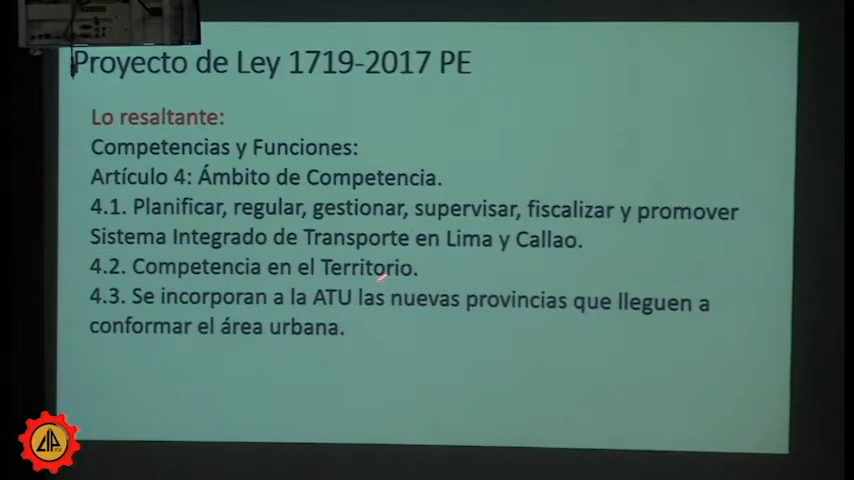 Proyecto de Ley 1719-2017 PE
Lo resaltante:
Competencias y Funciones:
Artículo 4: Ámbito de Competencia.
4.1. Planificar, regular, gestionar, supervisar, fiscalizar y promover
Sistema Integrado de Transporte en Lima y Callao.
4.2. Competencia en el Territorio.
4.3. Se incorporan a la ATU las nuevas provincias que lleguen a
conformar el área urbana.